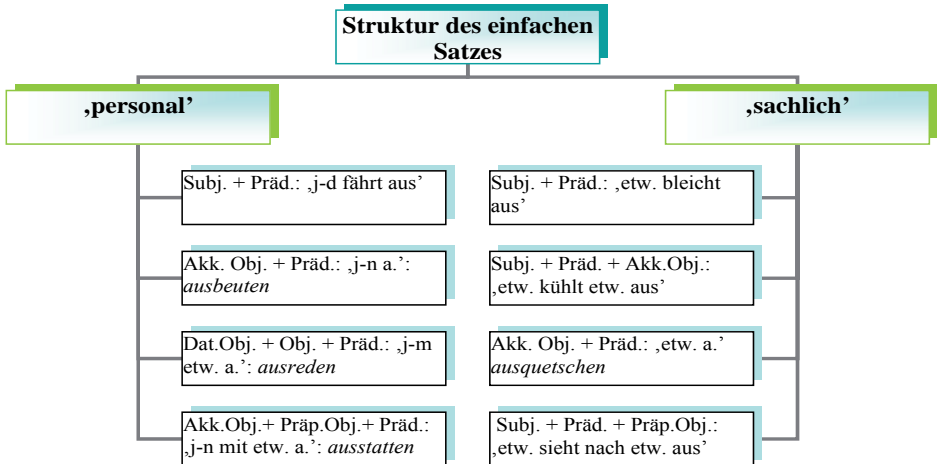 Struktur des einfachen
Satzes
‚personal’
‚sachlich’
Subj. + Präd.: ‚j-d fährt aus’
Akk. Obj. + Präd.: ‚j-n a.’:
ausbeuten
Dat.Obj. + Obj. + Präd.: ‚j-m
etw. a.’: ausreden
Akk.Obj.+ Präp.Obj.+ Präd.:
‚j-n mit etw. a.’: ausstatten
Subj. + Präd.: ‚etw. bleicht
aus’
Subj. + Präd. + Akk.Obj.:
‚etw. kühlt etw. aus’
Akk. Obj + Präd.: ‚etw. a.’
ausquetschen
Subj. + Präd. + Präp.Obj.:
‚etw. sieht nach etw. aus’